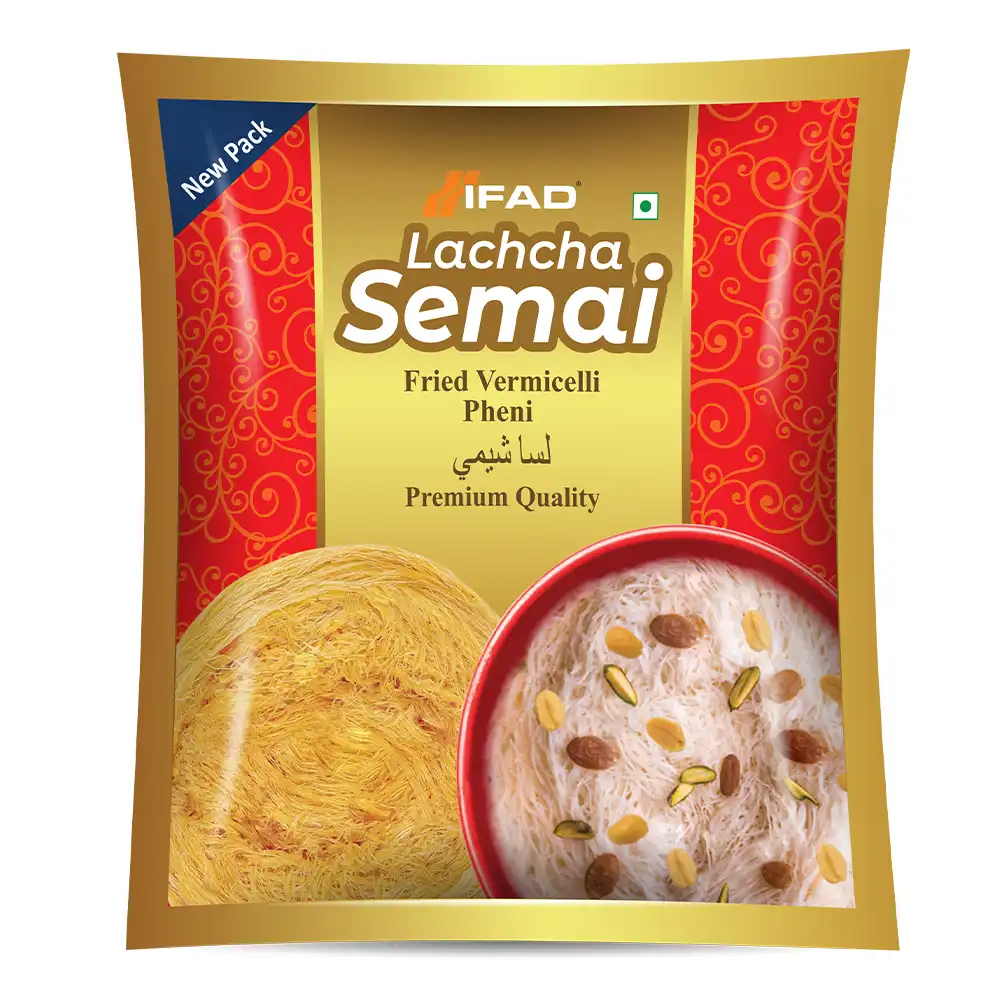 New Pack
IFAD®
Lachcha
Semai
Fried Vermicelli
Pheni
لسا شيمي
Premium Quality